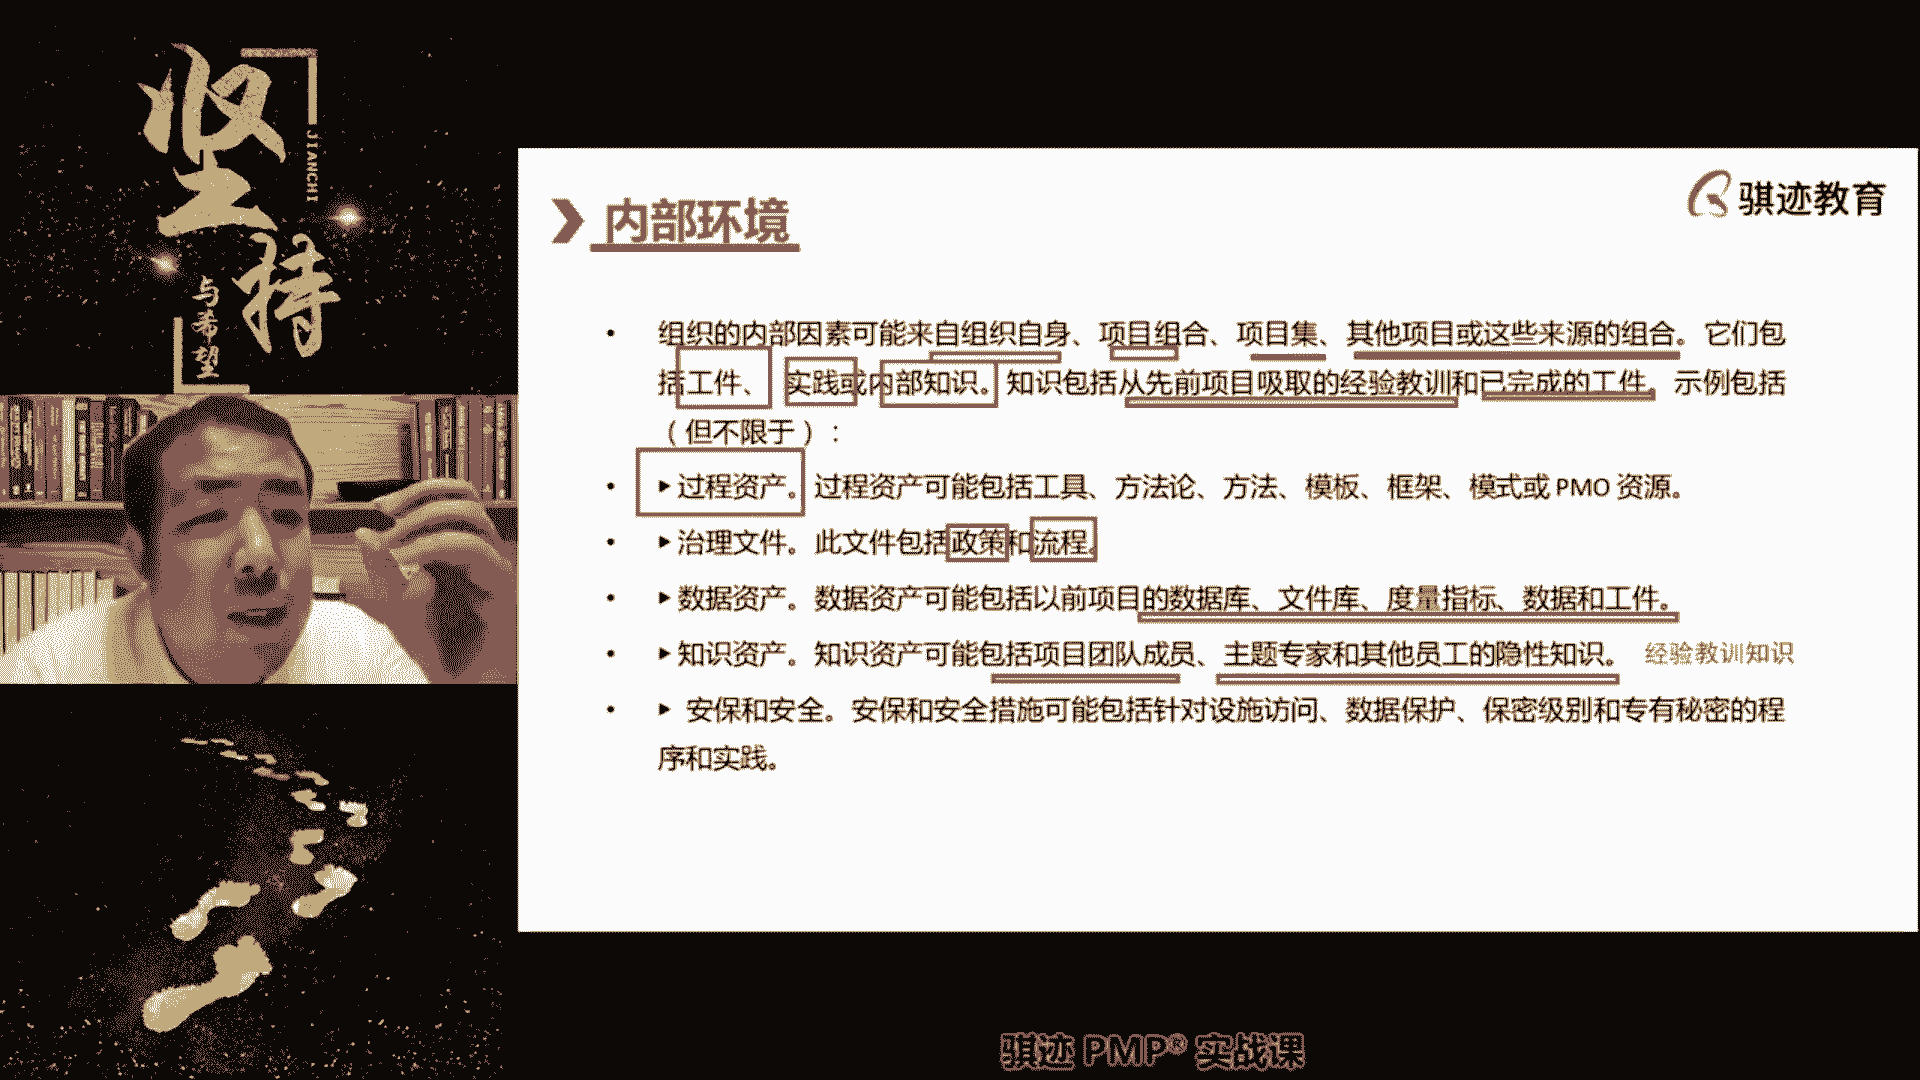 坚持
JIANCHI
与希望
骐迹教育
内部环境
• 组织的内部因素可能来自组织自身、项目组合、项目集、其他项目或这些来源的组合。它们包
括工件、实践或内部知识。知识包括从先前项目吸取的经验教训和已完成的工件。示例包括
（但不限于）：
• ▶过程资产。过程资产可能包括工具、方法论、方法、模板、框架、模式或 PMO 资源。
• ▶治理文件。此文件包括政策和流程。
• ▶数据资产。数据资产可能包括以前项目的数据库、文件库、度量指标、数据和工件。
• ▶知识资产。知识资产可能包括项目团队成员、主题专家和其他员工的隐性知识。 经验教训知识
• ▶ 安保和安全。安保和安全措施可能包括针对设施访问、数据保护、保密级别和专有秘密的程
序和实践。
骐迹 PMP® 实战课